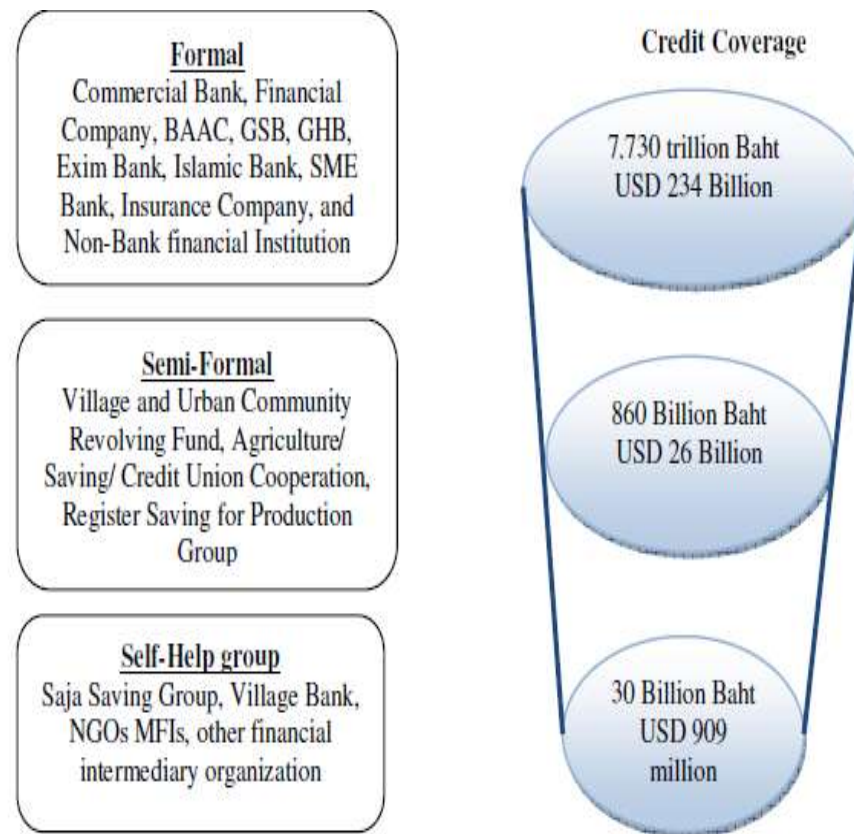 Formal
Commercial Bank, Financial
Company, BAAC, GSB, GHB,
Exim Bank, Islamic Bank, SME
Bank, Insurance Company, and
Non-Bank financial Institution
Semi-Formal
Village and Urban Community
Revolving Fund, Agriculture/
Saving/ Credit Union Cooperation,
Register Saving for Production
Group
Self-Help group
Saja Saving Group, Village Bank,
NGOs MFIs, other financial
intermediary organization
Credit Coverage
7.730 trillion Baht
USD 234 Billion
860 Billion Baht
USD 26 Billion
30 Billion Baht
USD 909
million